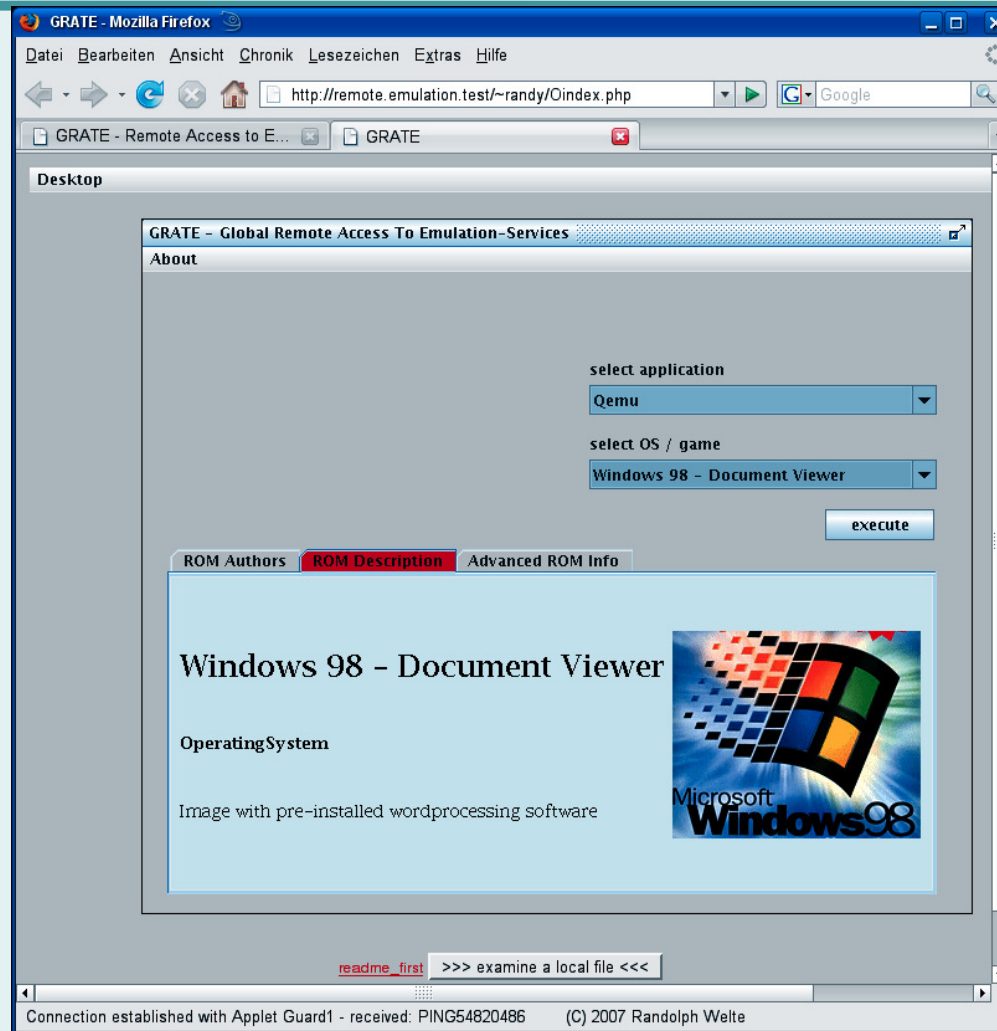 GRATE - Mozilla Firefox
Datei Bearbeiten Ansicht Chronik Lesezeichen Extras Hilfe
http://remote.emulation.test/~randy/Oindex.php
G Google
GRATE - Remote Access to E... GRATE
Desktop
GRATE - Global Remote Access To Emulation-Services
About
select application
Qemu
select OS / game
Windows 98 - Document Viewer
execute
ROM Authors ROM Description Advanced ROM Info
Windows 98 - Document Viewer
OperatingSystem
Image with pre-installed wordprocessing software
Microsoft
Windows98
readme_first >>> examine a local file <<<
Connection established with Applet Guard1 - received: PING54820486 (C) 2007 Randolph Welte